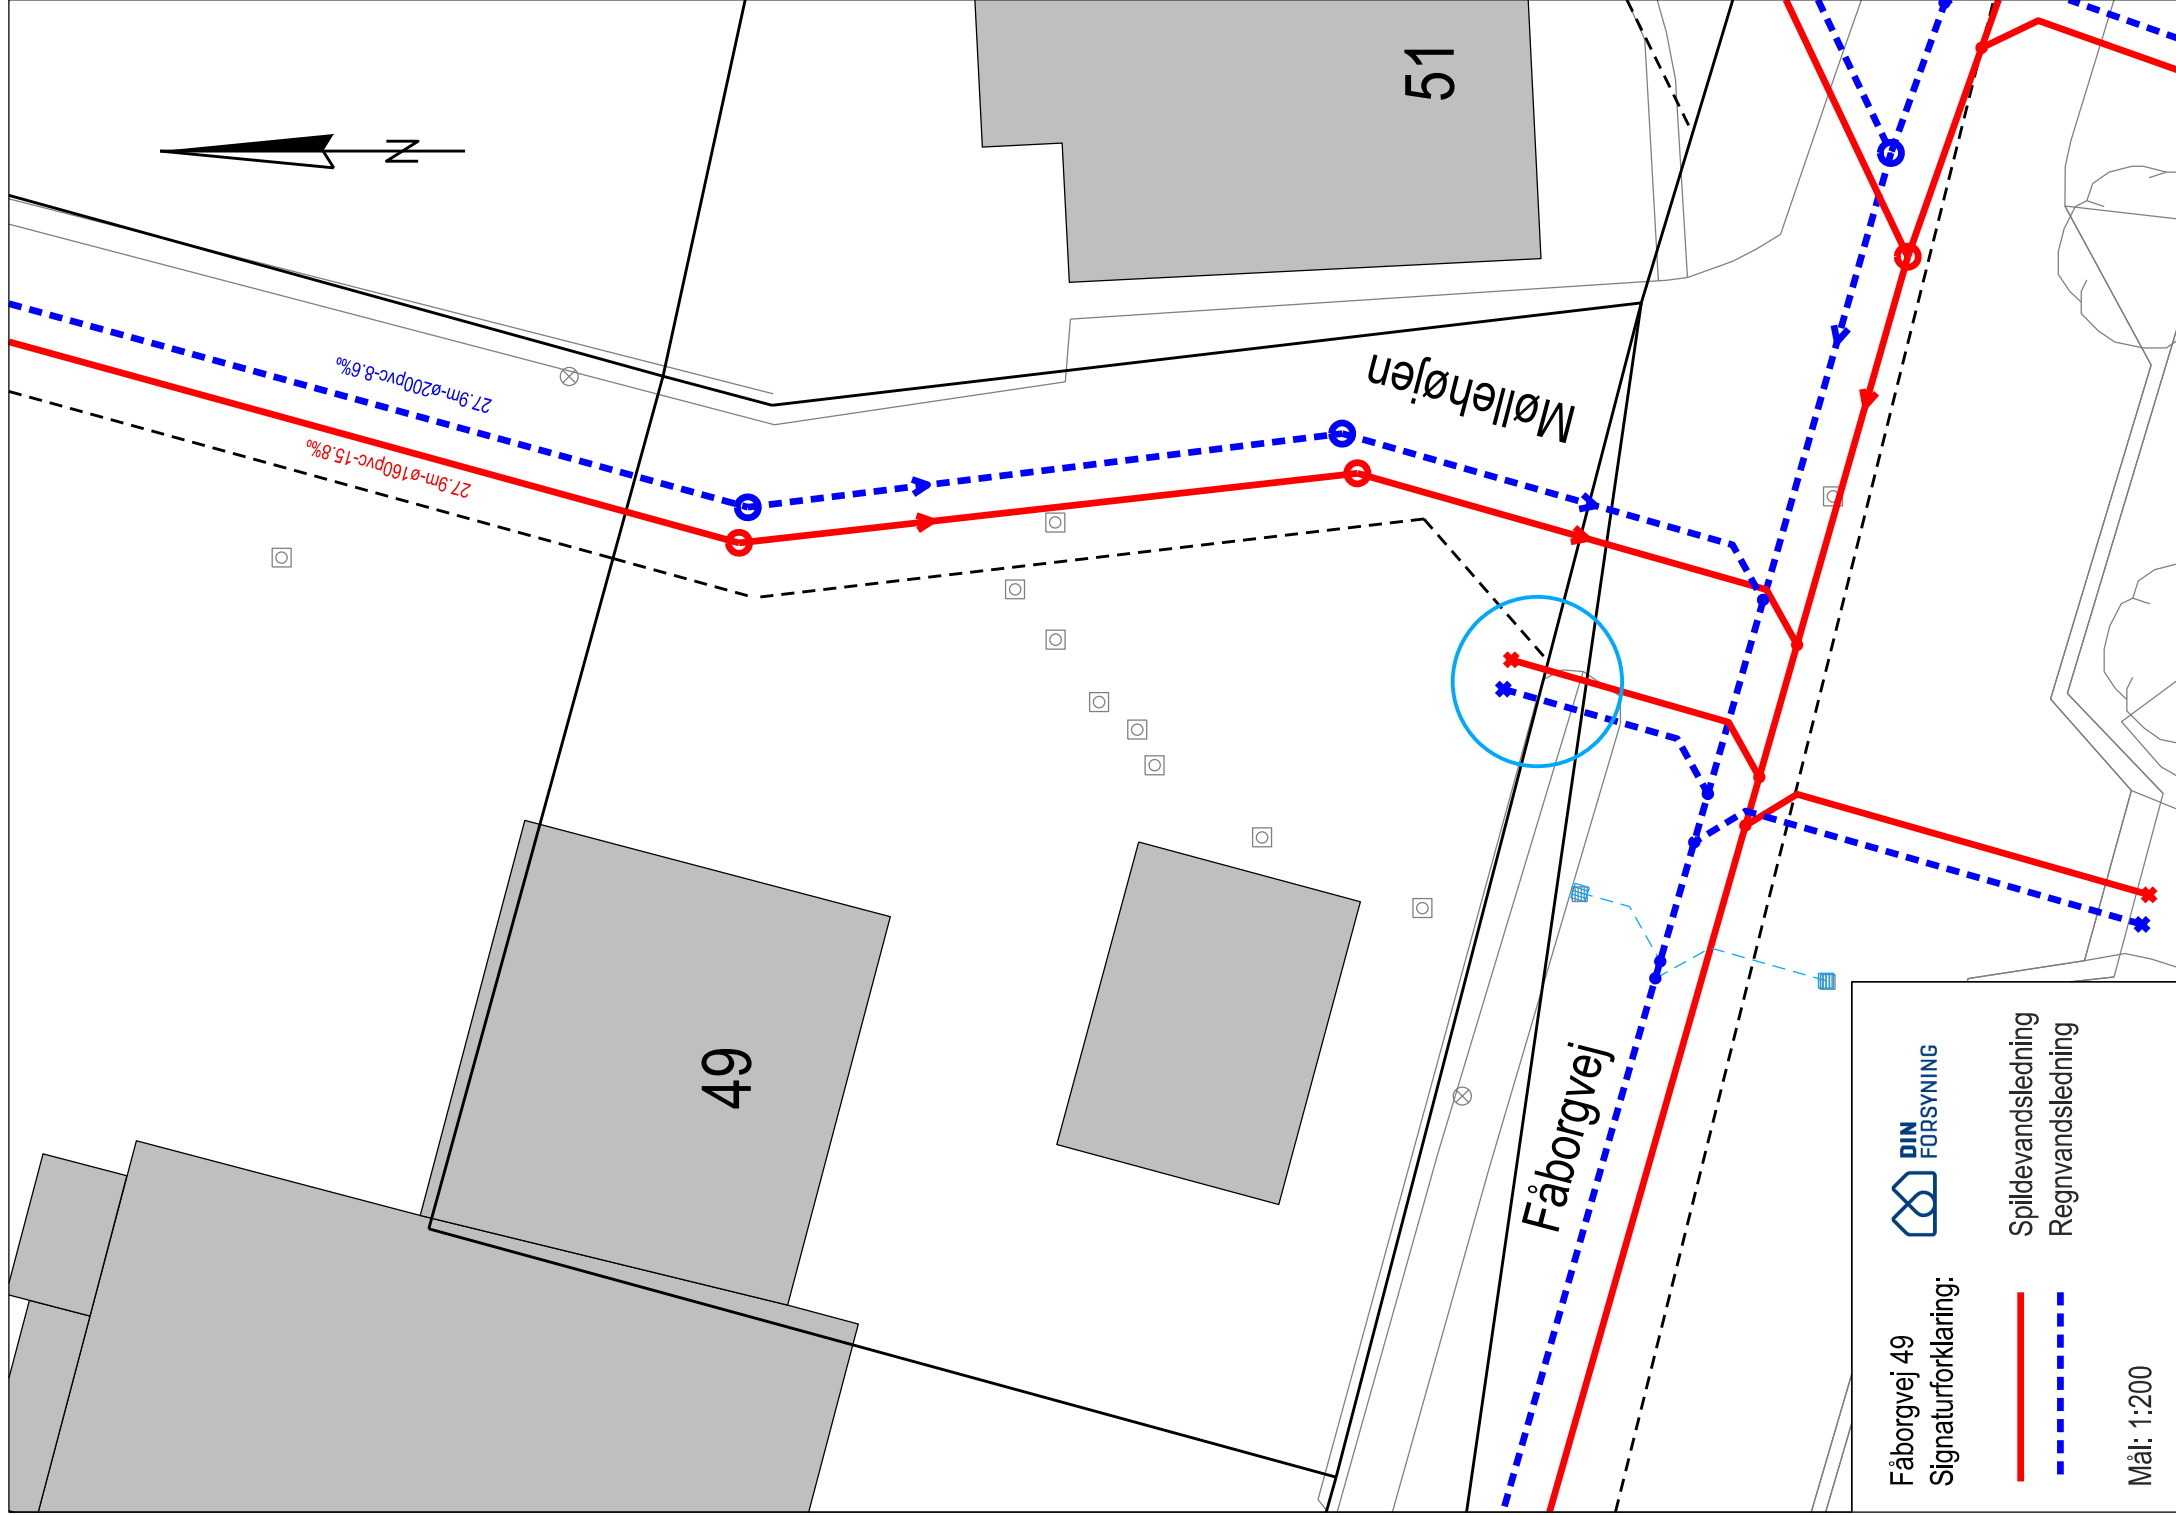 N
51
27.9m-ø200pvc-8.6‰
27.9m-ø160pvc-15.8‰
Møllehøjen
49
Fåborgvej
Fåborgvej 49
DIN
FORSYNING
Signaturforklaring:
Spildevandsledning
Regnvandsledning
Mål: 1:200